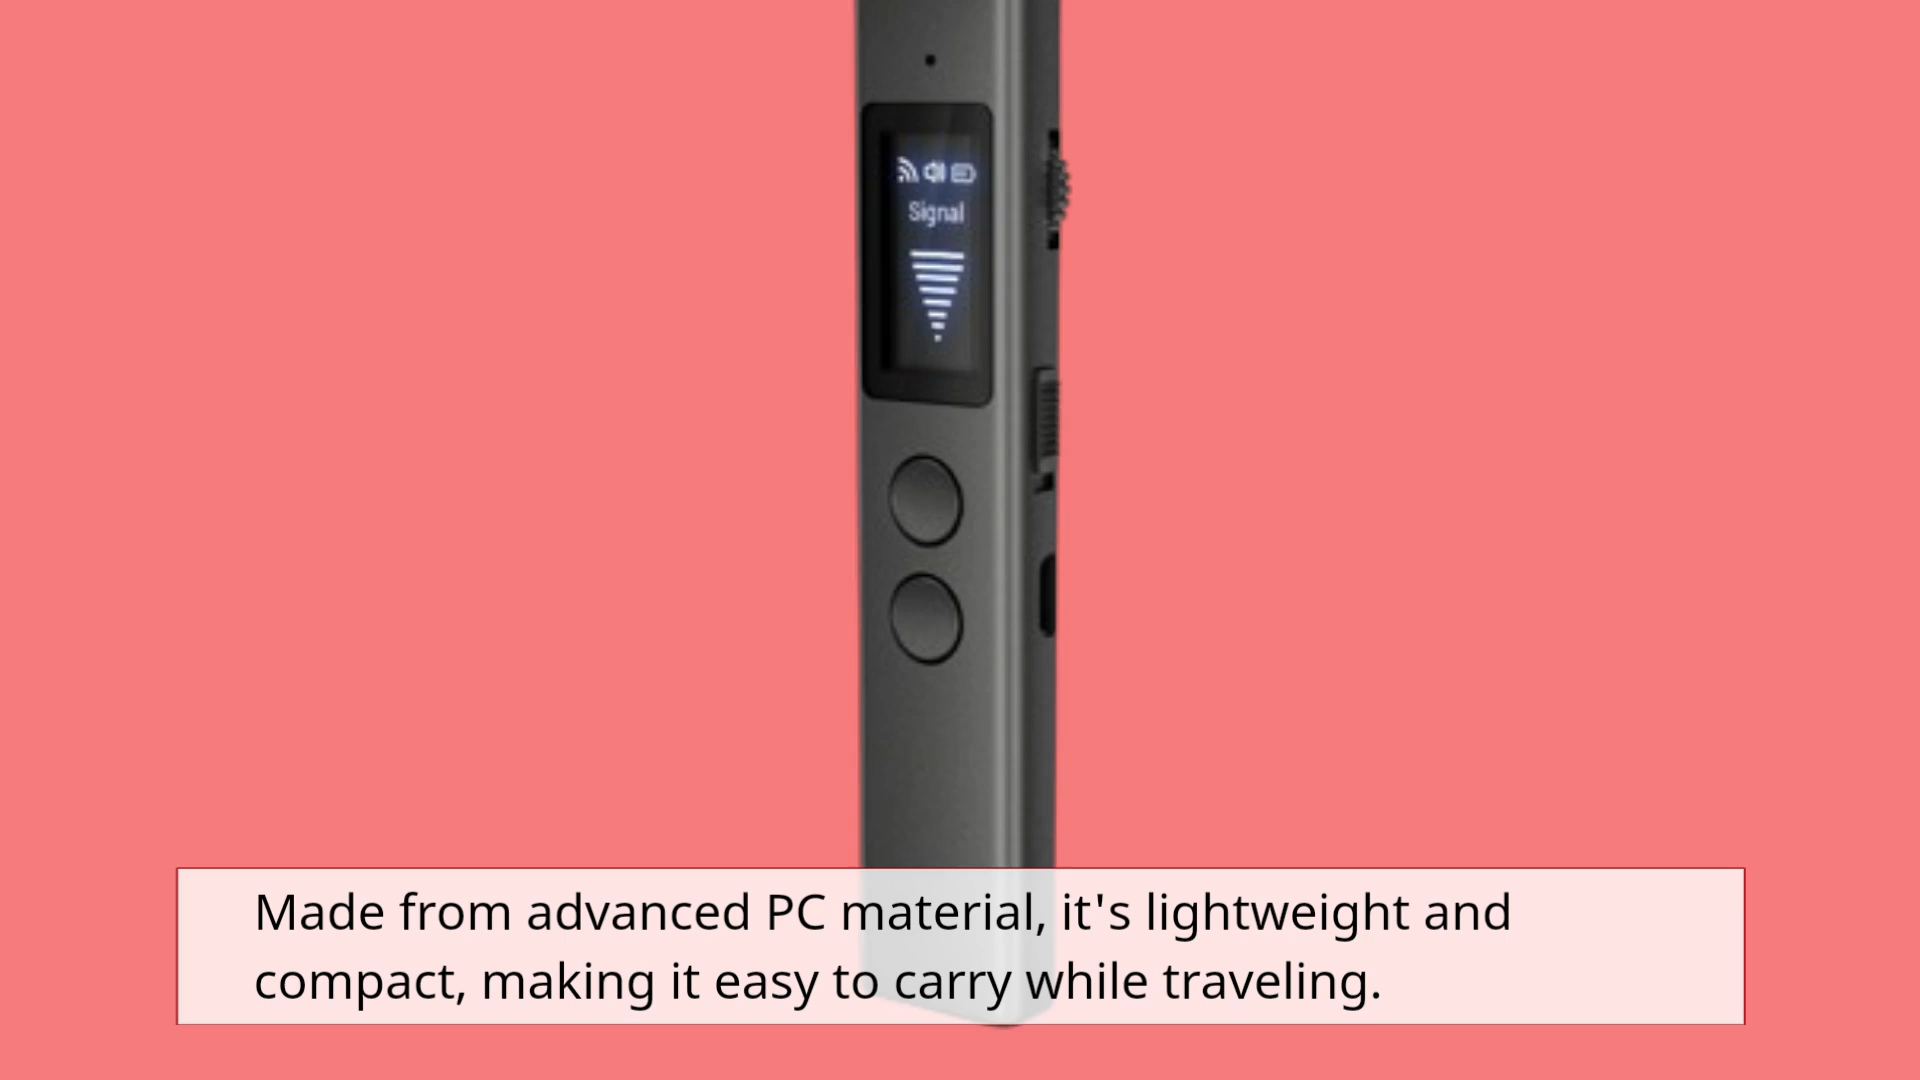 Signal
Made from advanced PC material, it's lightweight and
compact, making it easy to carry while traveling.